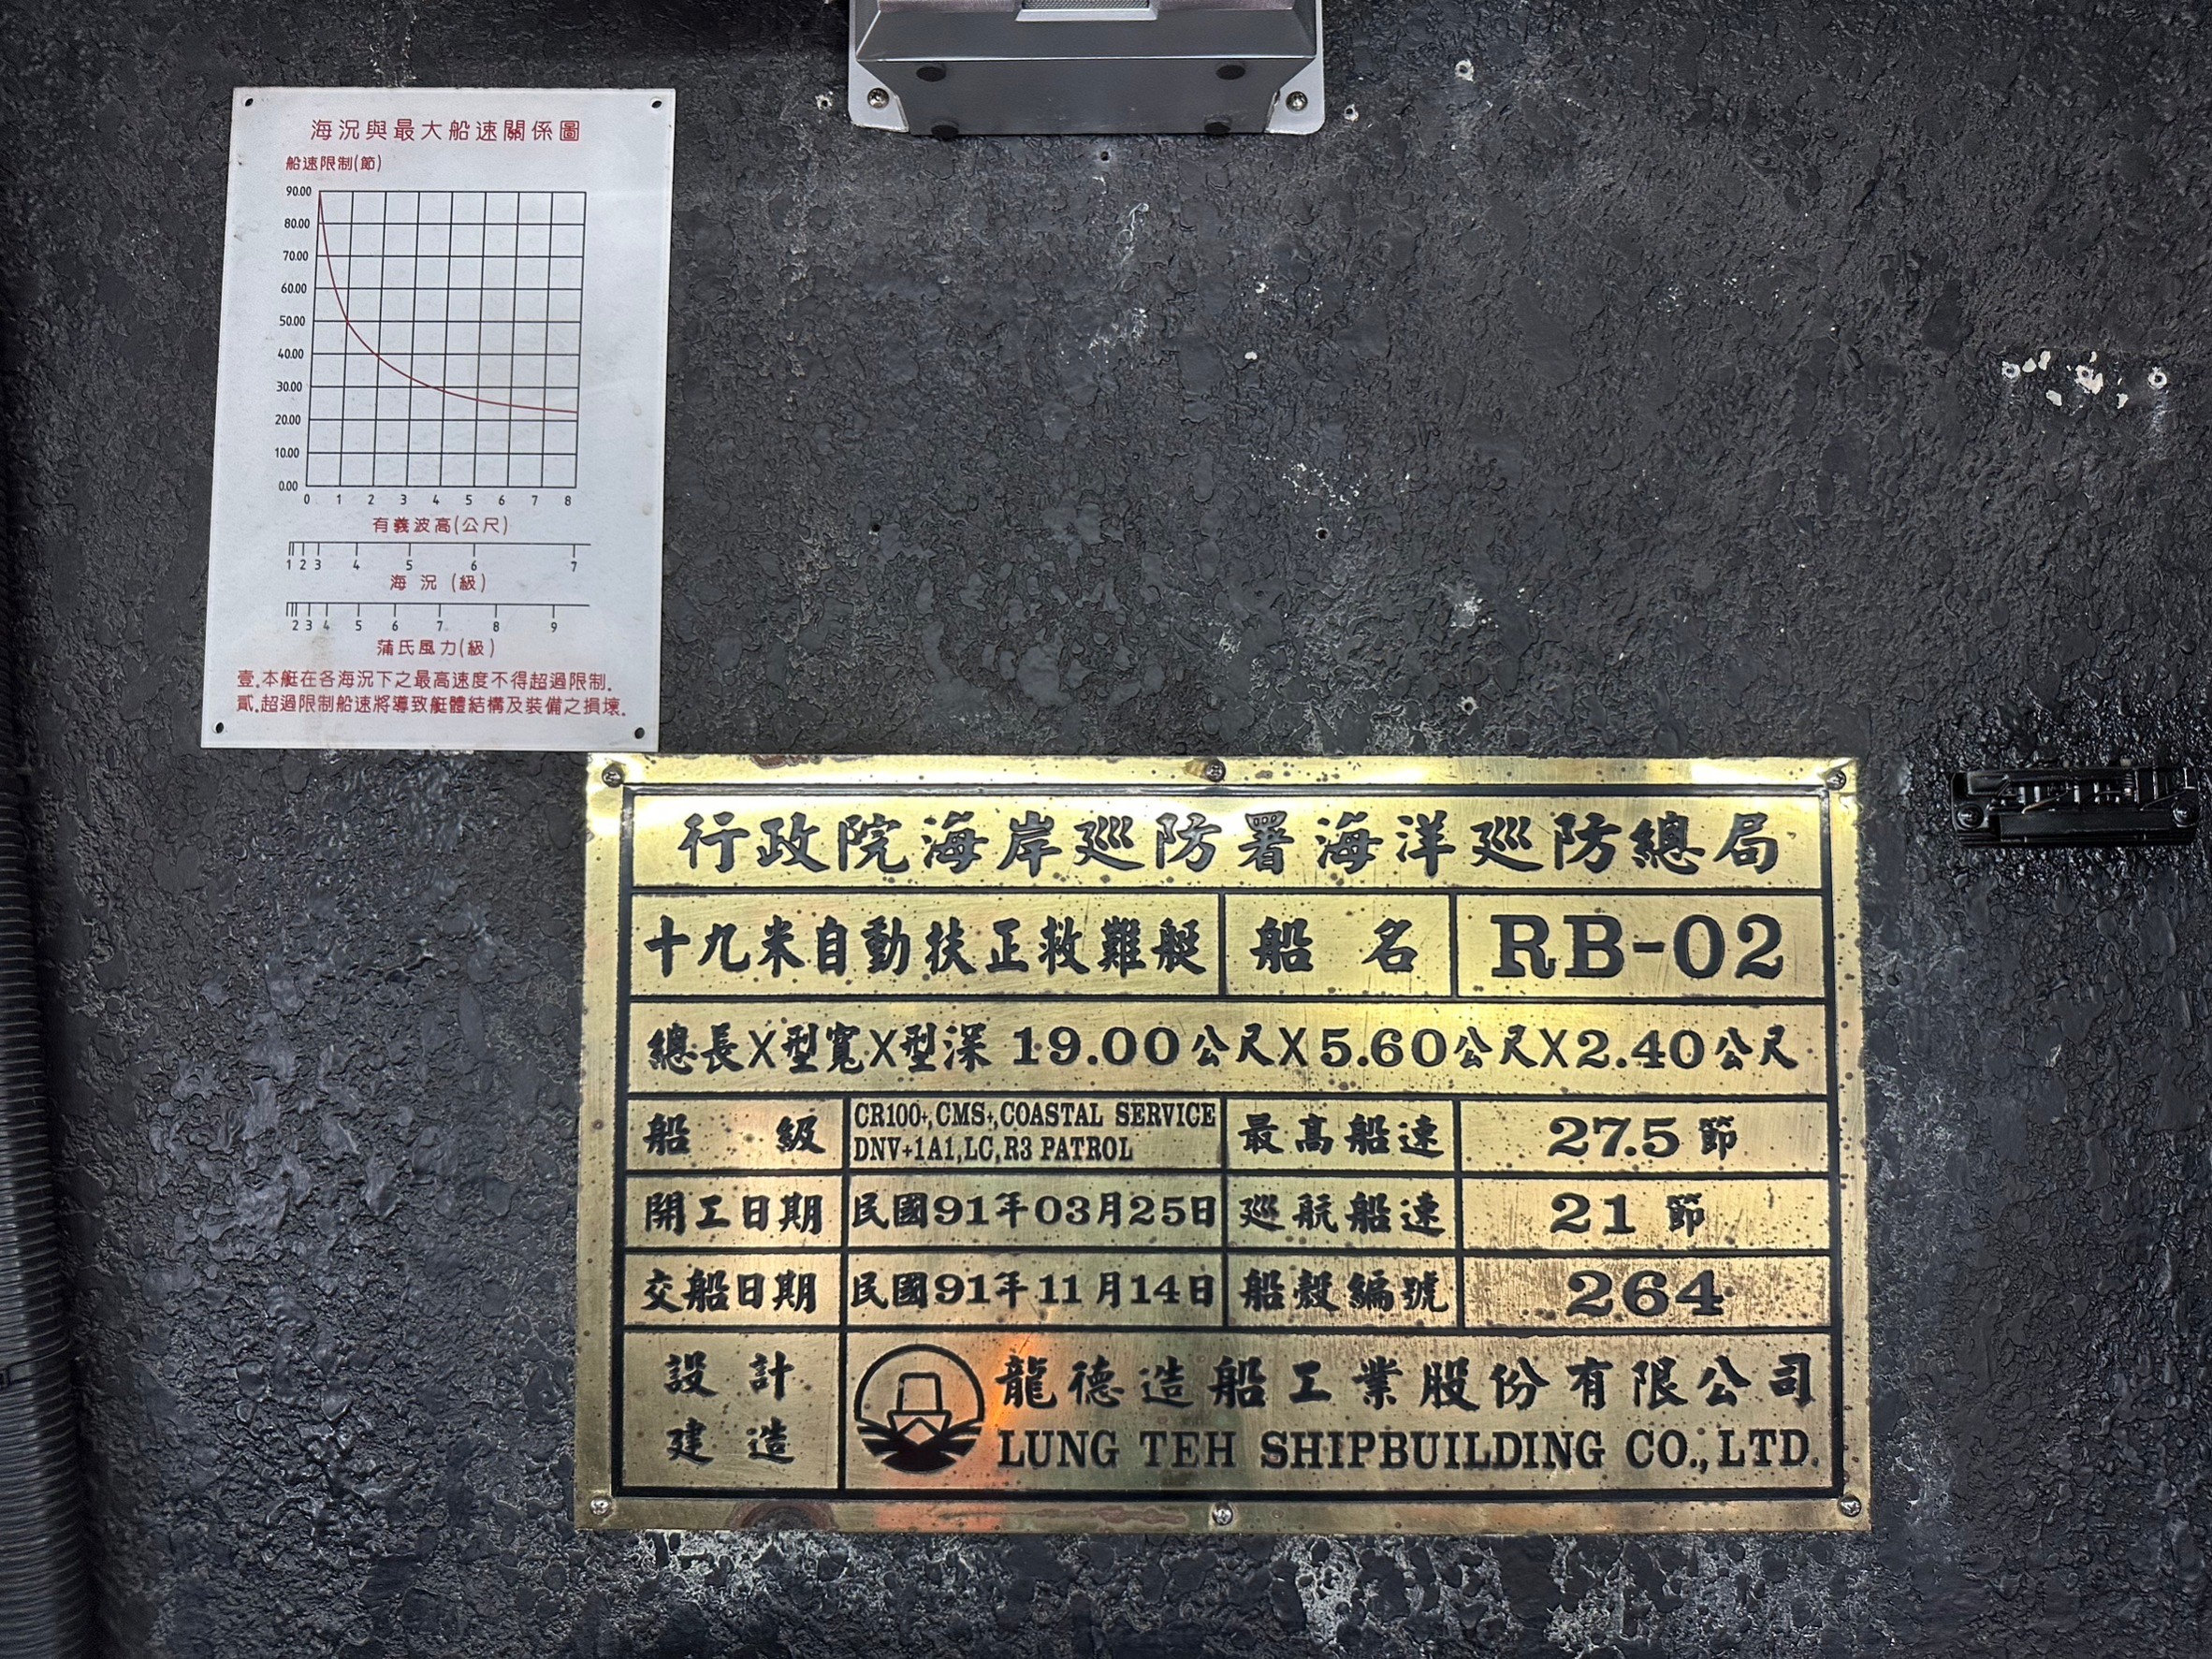 海況與最大船速關係圖
船速限制(節)
90.00
80.00
70.00
60.00
50.00
40.00
30.00
20.00
10.00
0.00
0 1 2 3 4 5 6 7 8
有義波高(公尺)
1 2 3 4 5 6 7
海 況 (級)
2 3 4 5 6 7 8 9
蒲氏風力(級)
壹.本艇在各海況下之最高速度不得超過限制.
貳.超過限制船速將導致艇體結構及裝備之損壞.
行政院海岸巡防署海洋巡防總局
十九米自動扶正救難艇 船 名 RB-02
總長X型寬X型深 19.00公尺X5.60公尺X2.40公尺
船 級 CR100+,CMS+,COASTAL SERVICE
DNV+1A1,LC,R3 PATROL
最高船速 27.5 節
開工日期 民國91年03月25日 巡航船速 21 節
交船日期 民國91年11月14日 船殼編號 264
設計
建造
龍德造船工業股份有限公司
LUNG TEH SHIPBUILDING CO.,LTD.